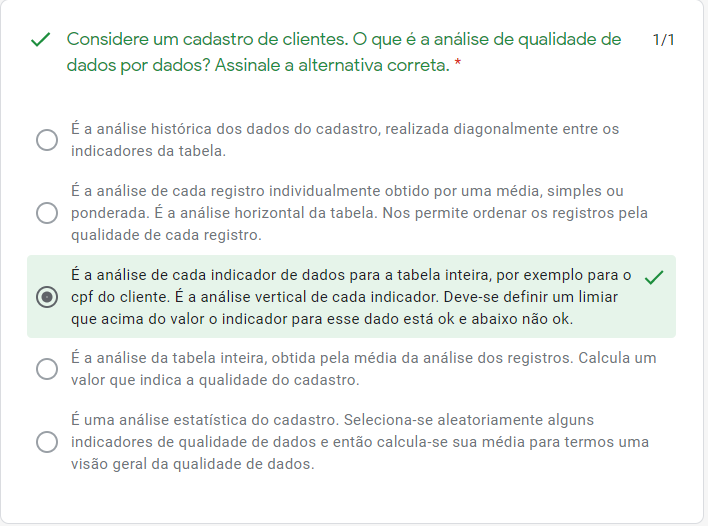 Considere um cadastro de clientes. O que é a análise de qualidade de 1/1
dados por dados? Assinale a alternativa correta. *
É a análise histórica dos dados do cadastro, realizada diagonalmente entre os
indicadores da tabela.
É a análise de cada registro individualmente obtido por uma média, simples ou
ponderada. É a análise horizontal da tabela. Nos permite ordenar os registros pela
qualidade de cada registro.
É a análise de cada indicador de dados para a tabela inteira, por exemplo para o
cpf do cliente. É a análise vertical de cada indicador. Deve-se definir um limiar
que acima do valor o indicador para esse dado está ok e abaixo não ok.
É a análise da tabela inteira, obtida pela média da análise dos registros. Calcula um
valor que indica a qualidade do cadastro.
É uma análise estatística do cadastro. Seleciona-se aleatoriamente alguns
indicadores de qualidade de dados e então calcula-se sua média para termos uma
visão geral da qualidade de dados.